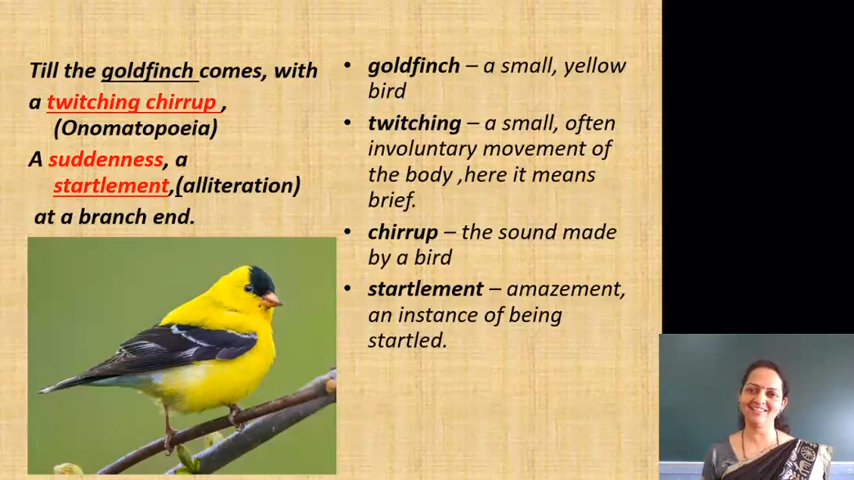 Till the goldfinch comes, with
a twitching chirrup ,
(Onomatopoeia)
A suddenness, a
startlement,(alliteration)
at a branch end.
• goldfinch – a small, yellow
bird
• twitching – a small, often
involuntary movement of
the body ,here it means
brief.
• chirrup – the sound made
by a bird
• startlement – amazement,
an instance of being
startled.